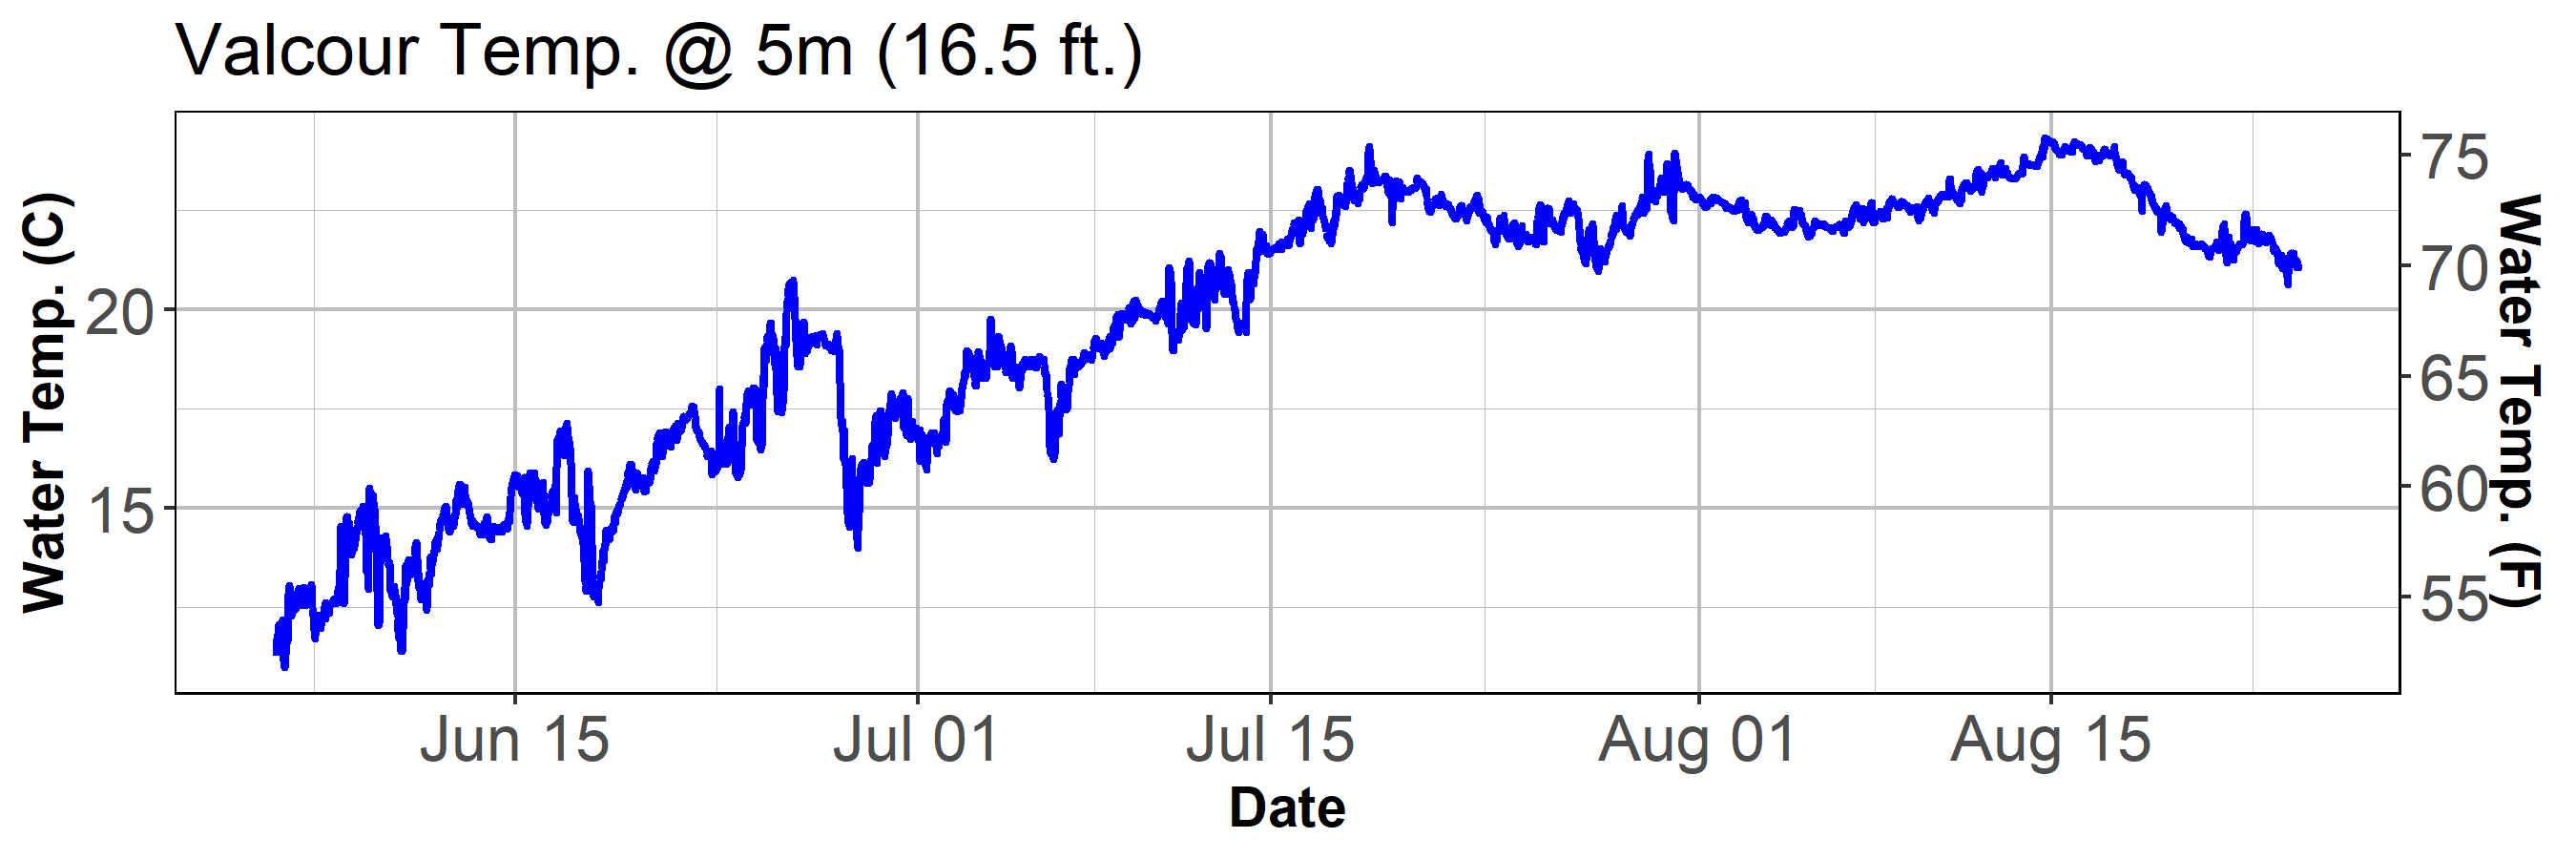 Valcour Temp. @ 5m (16.5 ft.)
Water Temp. (C)
20
15
75
70
65
60
55
Water Temp. (F)
Jun 15
Jul 01
Jul 15
Aug 01
Aug 15
Date